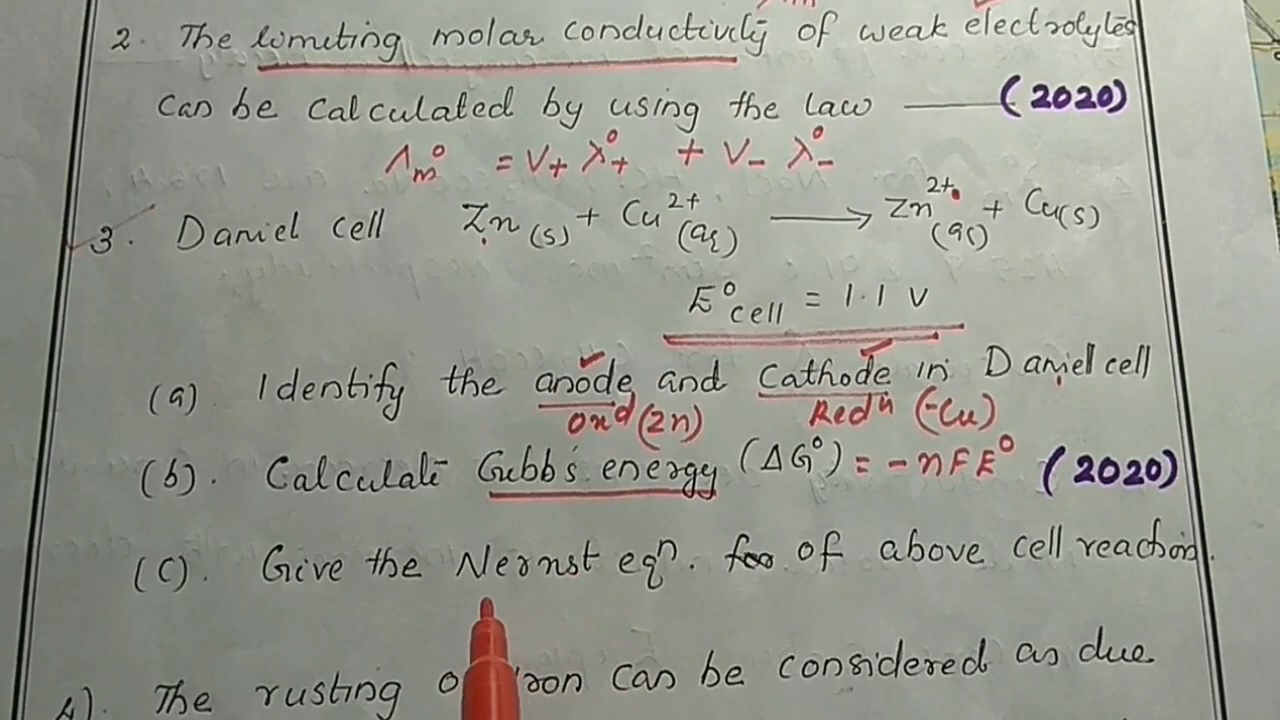 2. The limiting molar conductivity of weak electrolytes
can be calculated by using the law —— (2020)
Λ°m = V+ λ°+ + V- λ°-
3. Daniel cell Zn(s) + Cu2+(aq) ⟶ Zn2+(aq) + Cu(s)
E°cell = 1.1 V
(a) Identify the anode and Cathode in Daniel cell
Oxd (Zn) Redn (-Cu)
(b). Calculate Gibb's energy (ΔG°) = -nFE° (2020)
(C). Give the Nernst eqn. for of above cell reaction.
4). The rusting of iron can be considered as due